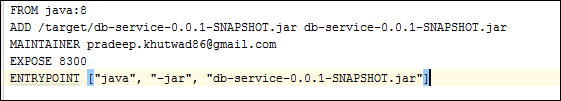 FROM java:8
ADD /target/db-service-0.0.1-SNAPSHOT.jar db-service-0.0.1-SNAPSHOT.jar
MAINTAINER pradeep.khutwad86@gmail.com
EXPOSE 8300
ENTRYPOINT ["java", "-jar", "db-service-0.0.1-SNAPSHOT.jar"]